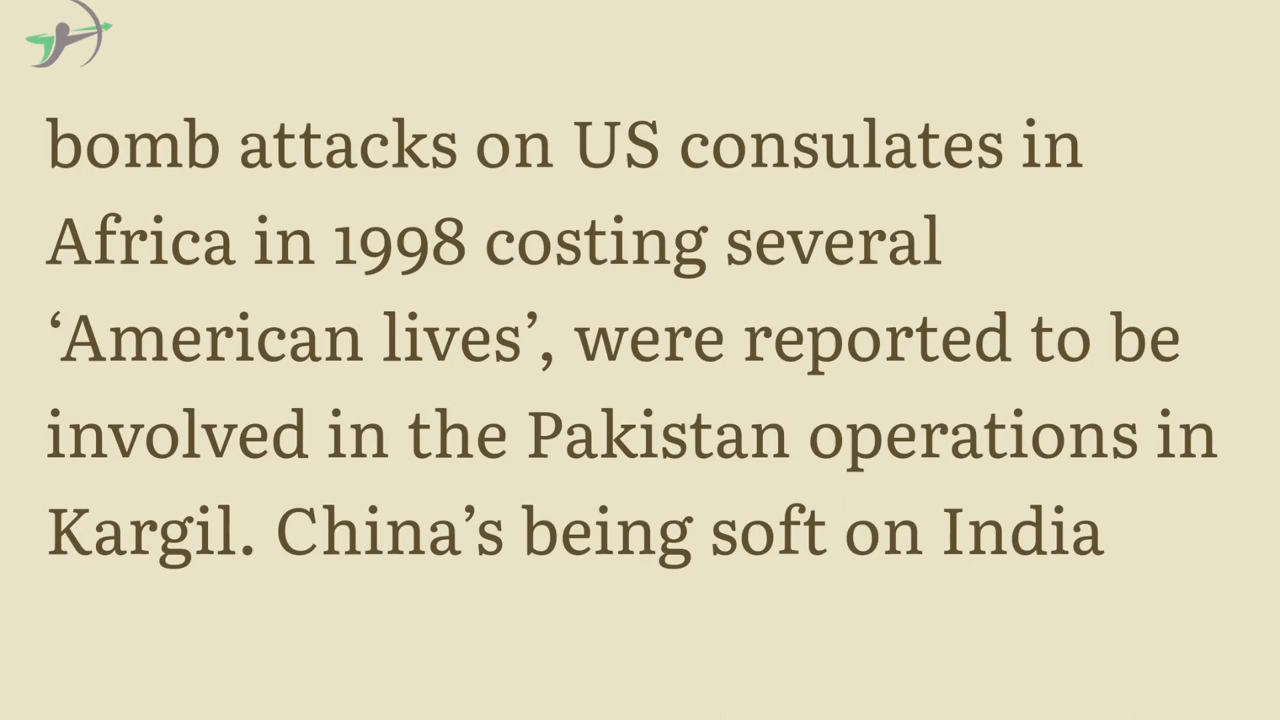 bomb attacks on US consulates in
Africa in 1998 costing several
‘American lives’, were reported to be
involved in the Pakistan operations in
Kargil. China’s being soft on India